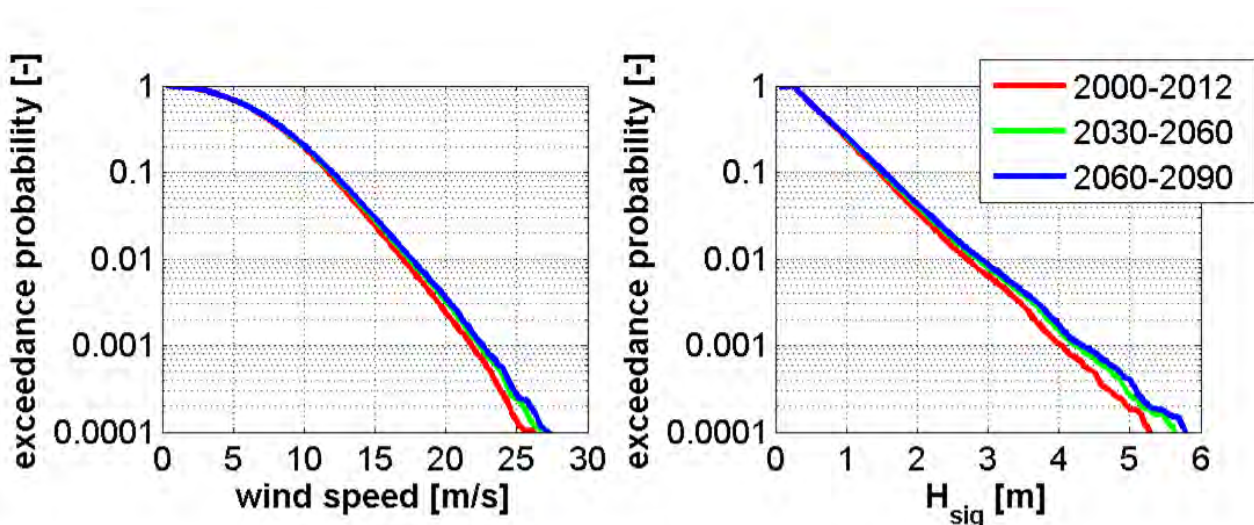 exceedance probability [-]
1
0.1
0.01
0.001
0.0001
0 5 10 15 20 25 30
wind speed [m/s]
exceedance probability [-]
1
0.1
0.01
0.001
0.0001
0 1 2 3 4 5 6
H_sig [m]
2000-2012
2030-2060
2060-2090